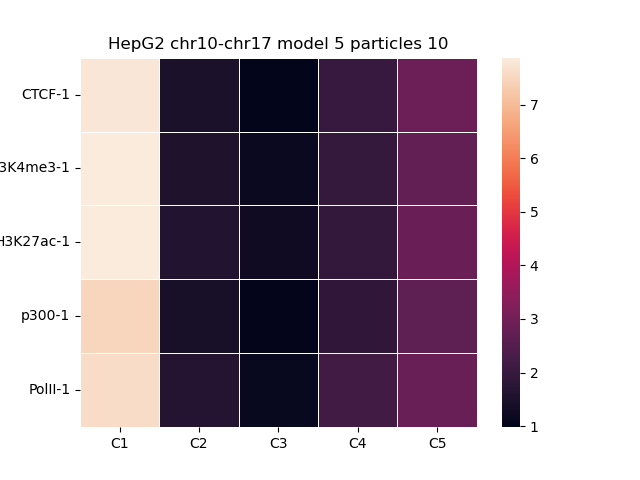 HepG2 chr10-chr17 model 5 particles 10
CTCF-1
3K4me3-1
H3K27ac-1
p300-1
PolII-1
C1 C2 C3 C4 C5
7
6
5
4
3
2
1